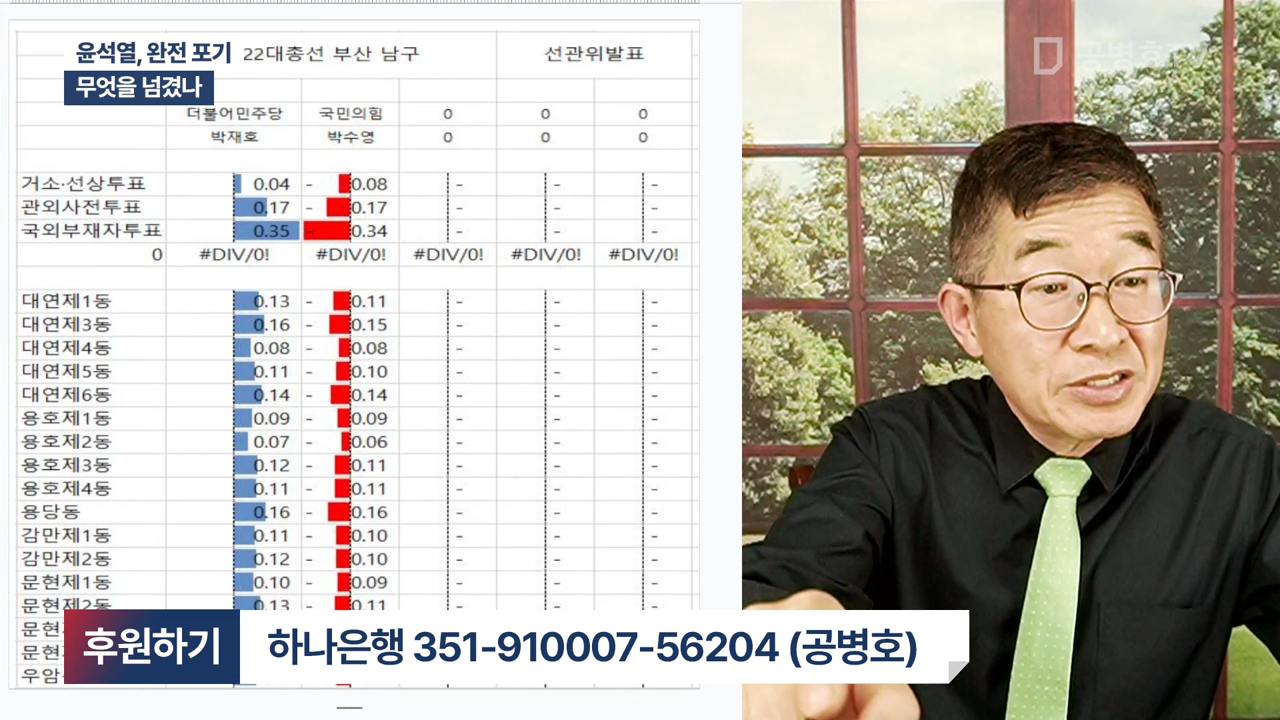 윤석열, 완전 포기
무엇을 넘겼나
22대총선 부산 남구 선관위발표
공병호TV
더불어민주당 국민의힘 0 0 0
박재호 박수영 0 0 0
거소·선상투표 0.04 - 0.08 - - -
관외사전투표 0.17 - 0.17 - - -
국외부재자투표 0.35 - 0.34 - - -
0 #DIV/0! #DIV/0! #DIV/0! #DIV/0! #DIV/0!
대연제1동 0.13 - 0.11 - - -
대연제3동 0.16 - 0.15 - - -
대연제4동 0.08 - 0.08 - - -
대연제5동 0.11 - 0.10 - - -
대연제6동 0.14 - 0.14 - - -
용호제1동 0.09 - 0.09 - - -
용호제2동 0.07 - 0.06 - - -
용호제3동 0.12 - 0.11 - - -
용호제4동 0.11 - 0.11 - - -
용당동 0.16 - 0.16 - - -
감만제1동 0.11 - 0.10 - - -
감만제2동 0.12 - 0.10 - - -
문현제1동 0.10 - 0.09 - - -
문현제2동 0.13 - 0.11 - - -
문현
문현
우암
후원하기 하나은행 351-910007-56204 (공병호)